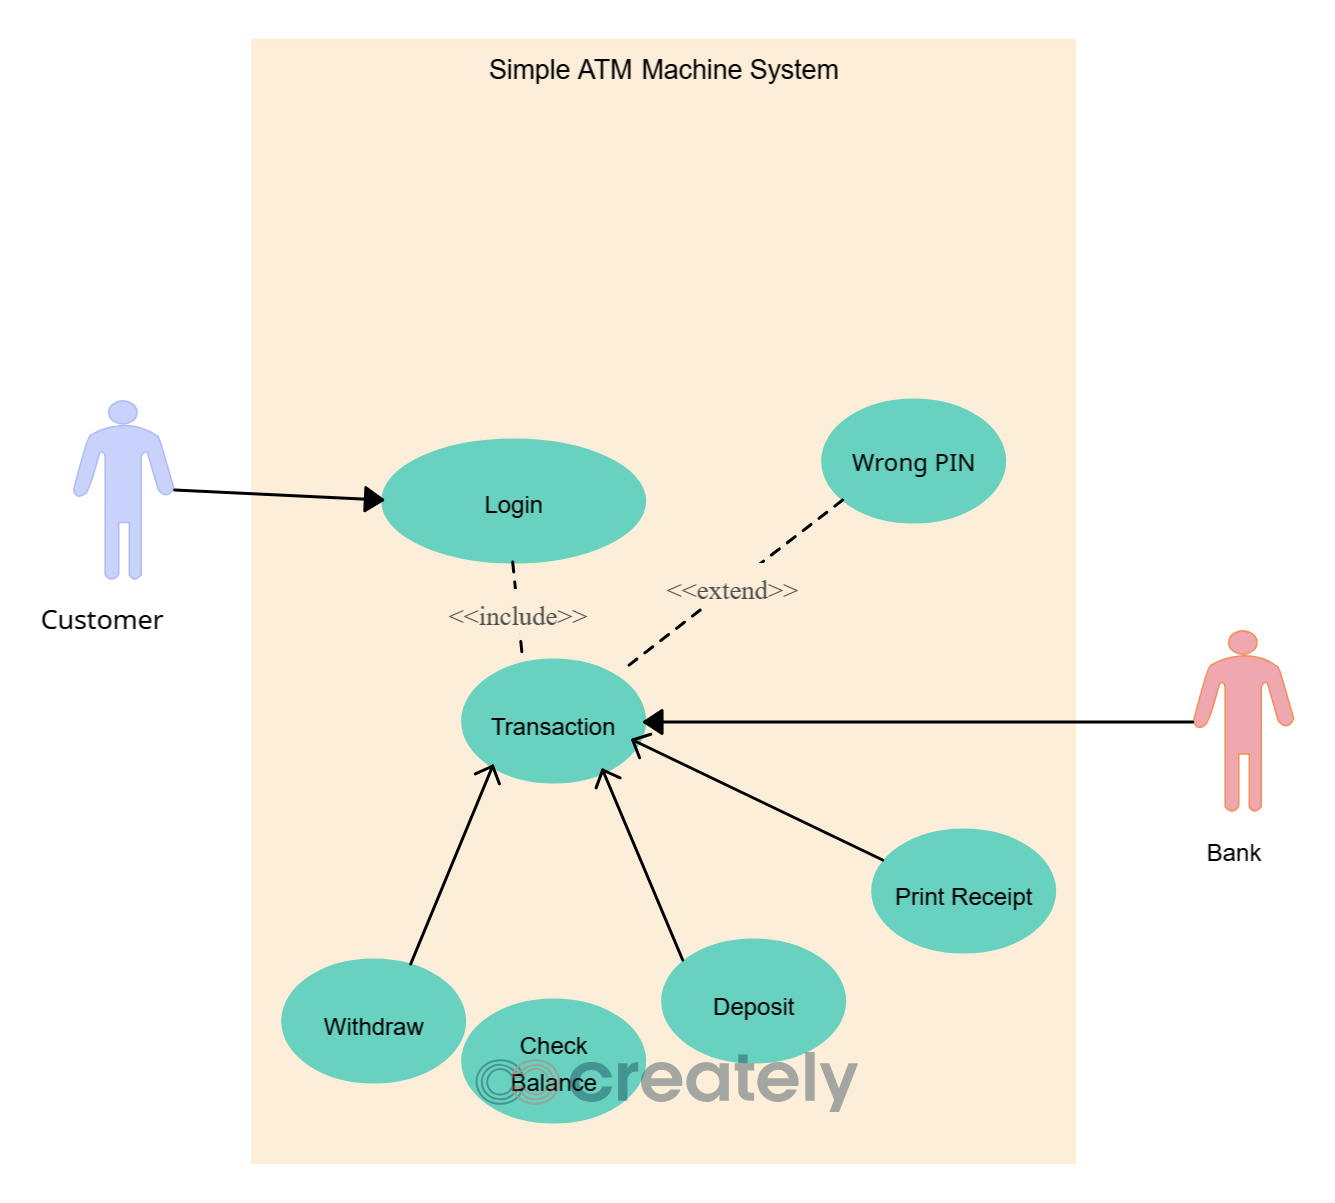 Simple ATM Machine System
Wrong PIN
Login
<<extend>>
<<include>>
Customer
Transaction
Bank
Print Receipt
Deposit
Withdraw
Check
Balance
creately